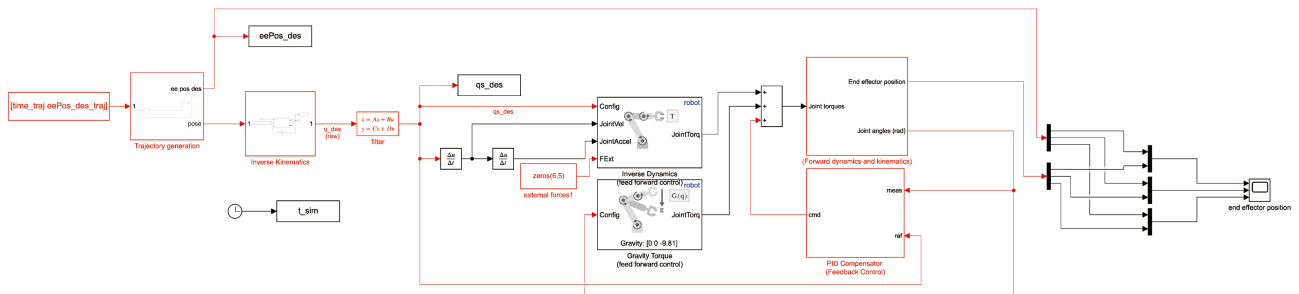 eePos_des
[time_traj eePos_des_traj]
1
ee pos des
pose
Trajectory generation
1
1
Inverse Kinematics
q_des
(raw)
ẋ = Ax + Bu
y = Cx + Du
filter
qs_des
qs_des
Δu
Δt
Δu
Δt
zeros(6,5)
external forces1
robot
Config
JointVel
JointAccel
FExt
T
JointTorq
Inverse Dynamics
(feed forward control)
robot
Config
G(q)
g
JointTorq
Gravity: [0 0 -9.81]
Gravity Torque
(feed forward control)
+
+
+
Joint torques
End effector position
Joint angles (rad)
(Forward dynamics and kinematics)
meas
cmd
ref
PID Compensator
(Feedback Control)
end effector position
t_sim